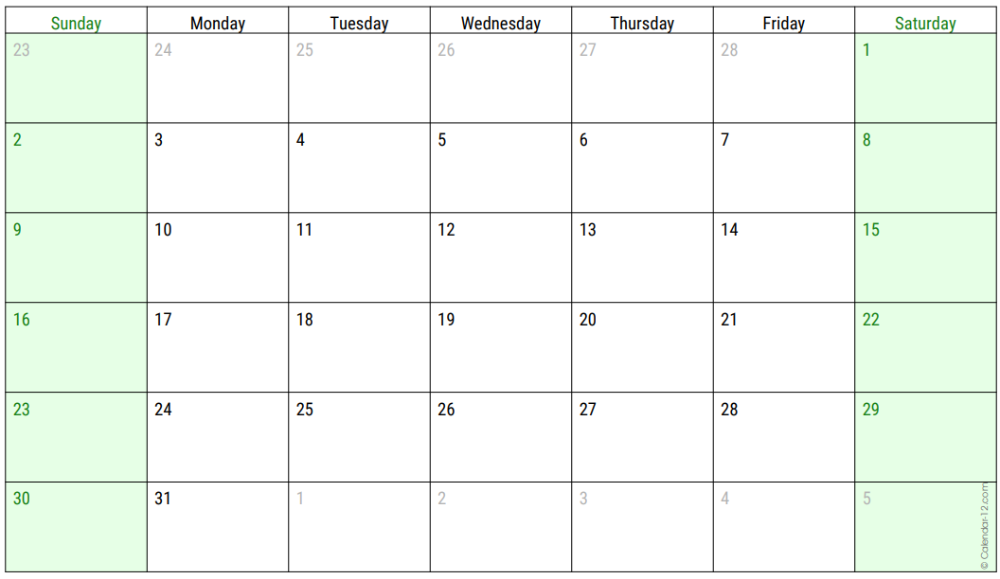 Sunday Monday Tuesday Wednesday Thursday Friday Saturday
23 24 25 26 27 28 1
2 3 4 5 6 7 8
9 10 11 12 13 14 15
16 17 18 19 20 21 22
23 24 25 26 27 28 29
30 31 1 2 3 4 5
© Calendar-12.com